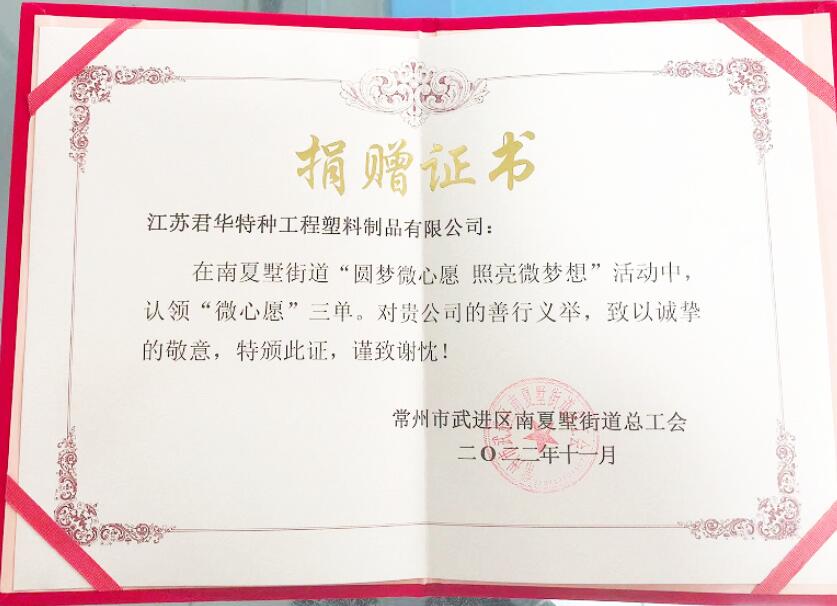 捐赠证书
江苏君华特种工程塑料制品有限公司：
在南夏墅街道“圆梦微心愿 照亮微梦想”活动中，
认领“微心愿”三单。对贵公司的善行义举，致以诚挚
的敬意，特颁此证，谨致谢忱！
常州市武进区南夏墅街道总工会
二〇二二年十一月